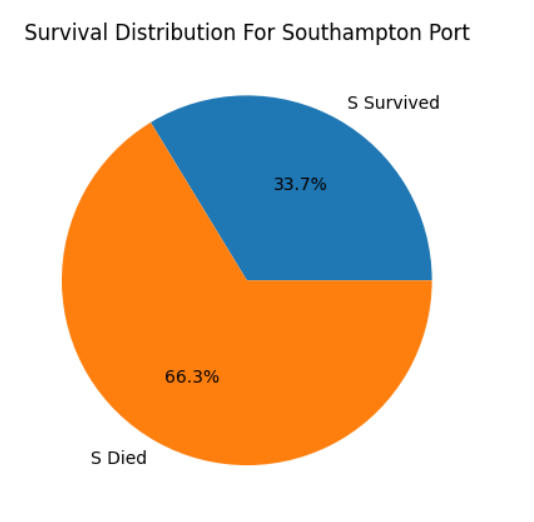 Survival Distribution For Southampton Port
S Survived
33.7%
66.3%
S Died